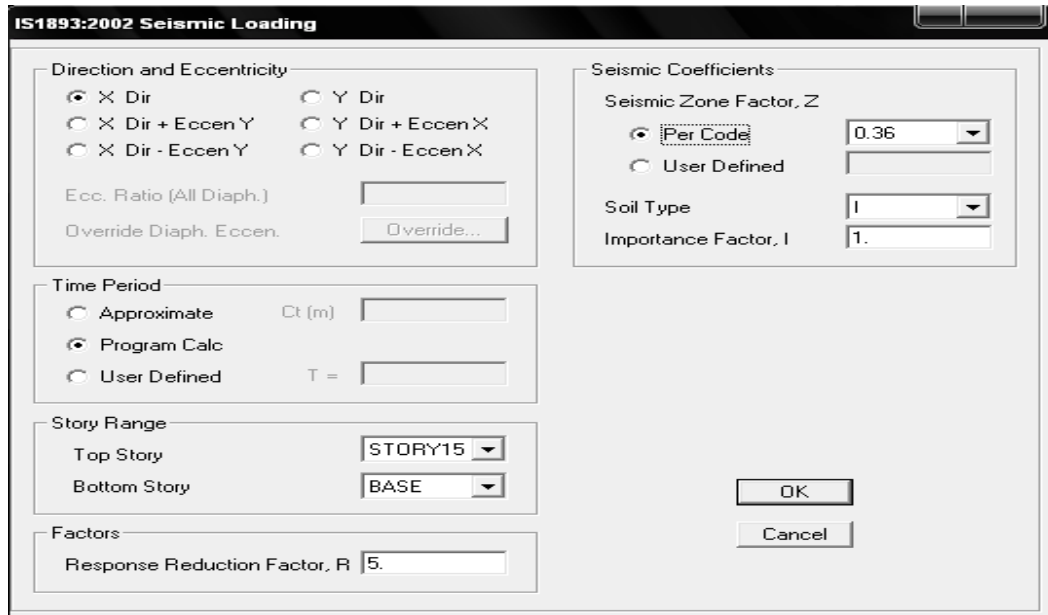 IS1893:2002 Seismic Loading
Direction and Eccentricity
X Dir
Y Dir
X Dir + Eccen Y
Y Dir + Eccen X
X Dir - Eccen Y
Y Dir - Eccen X
Ecc. Ratio (All Diaph.)
Override Diaph. Eccen.
Override...
Time Period
Approximate
Ct (m)
Program Calc
User Defined
T =
Story Range
Top Story
STORY15
Bottom Story
BASE
Factors
Response Reduction Factor, R
5.
Seismic Coefficients
Seismic Zone Factor, Z
Per Code
0.36
User Defined
Soil Type
I
Importance Factor, I
1.
OK
Cancel